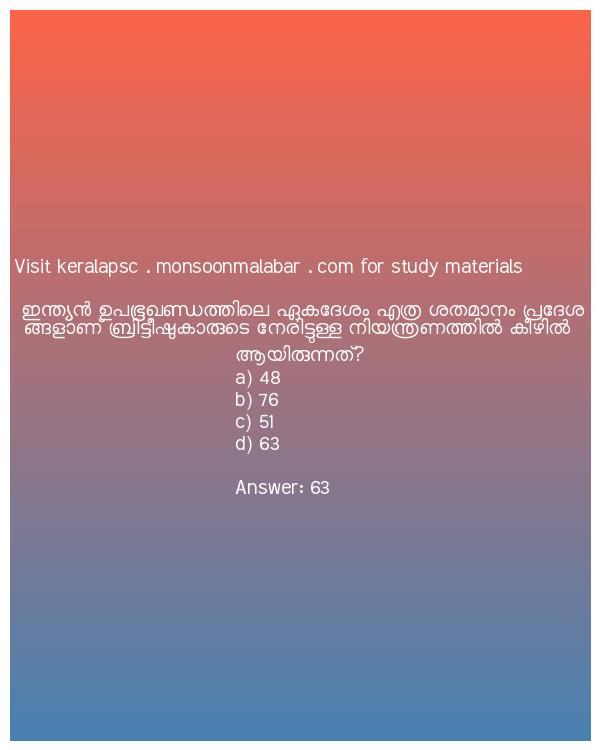 Visit keralapsc . monsoonmalabar . com for study materials
ഇന്ത്യൻ ഉപഭൂഖണ്ഡത്തിലെ ഏകദേശം എത്ര ശതമാനം പ്രദേശ
ങ്ങളാണ് ബ്രിട്ടീഷുകാരുടെ നേരിട്ടുള്ള നിയന്ത്രണത്തിൽ കീഴിൽ
ആയിരുന്നത്?
a) 48
b) 76
c) 51
d) 63
Answer: 63